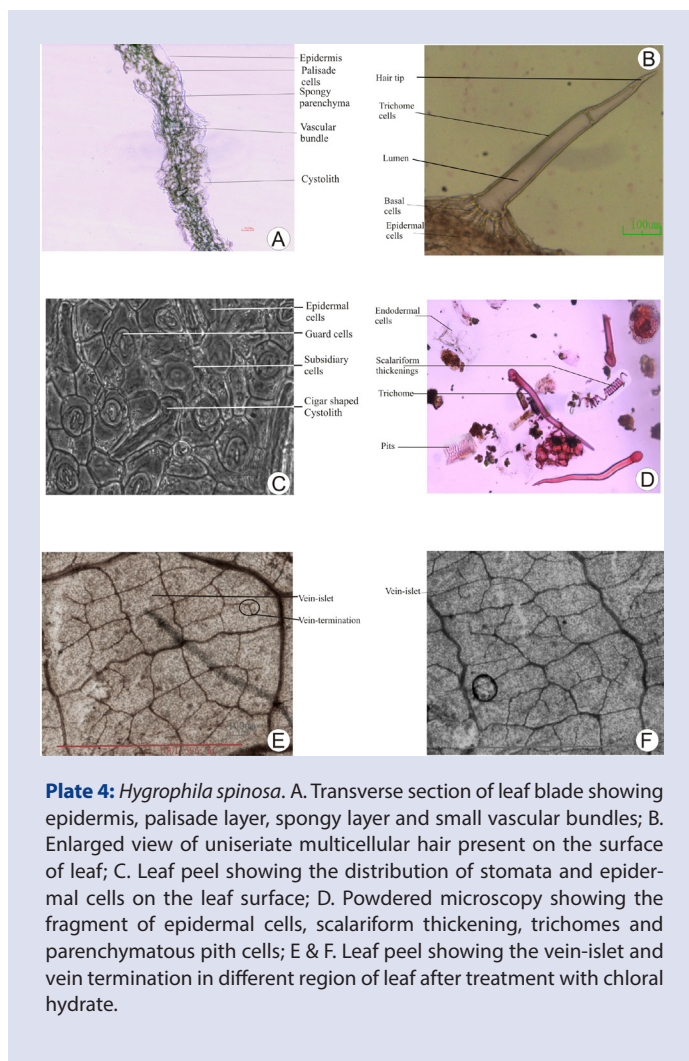 Epidermis
Palisade
cells
Spongy
parenchyma
Vascular
bundle
Cystolith
A
B
Hair tip
Trichome
cells
Lumen
Basal
cells
Epidermal
cells
100um
Epidermal
cells
Guard cells
Subsidiary
cells
Cigar shaped
Cystolith
C
Endodermal
cells
Scalariform
thickenings
Trichome
Pits
D
Vein-islet
Vein-termination
E
Vein-islet
F
Plate 4: Hygrophila spinosa. A. Transverse section of leaf blade showing
epidermis, palisade layer, spongy layer and small vascular bundles; B.
Enlarged view of uniseriate multicellular hair present on the surface
of leaf; C. Leaf peel showing the distribution of stomata and epider-
mal cells on the leaf surface; D. Powdered microscopy showing the
fragment of epidermal cells, scalariform thickening, trichomes and
parenchymatous pith cells; E & F. Leaf peel showing the vein-islet and
vein termination in different region of leaf after treatment with chloral
hydrate.